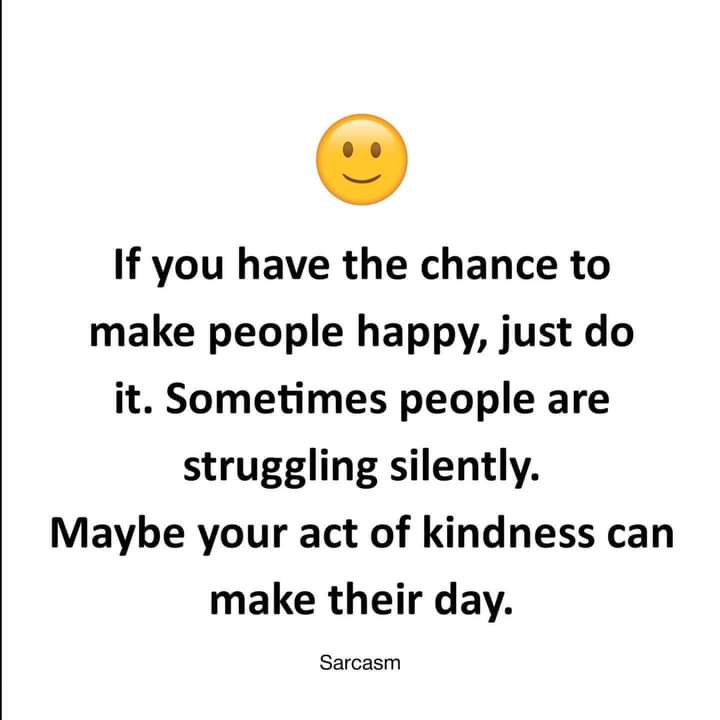 If you have the chance to
make people happy, just do
it. Sometimes people are
struggling silently.
Maybe your act of kindness can
make their day.
Sarcasm